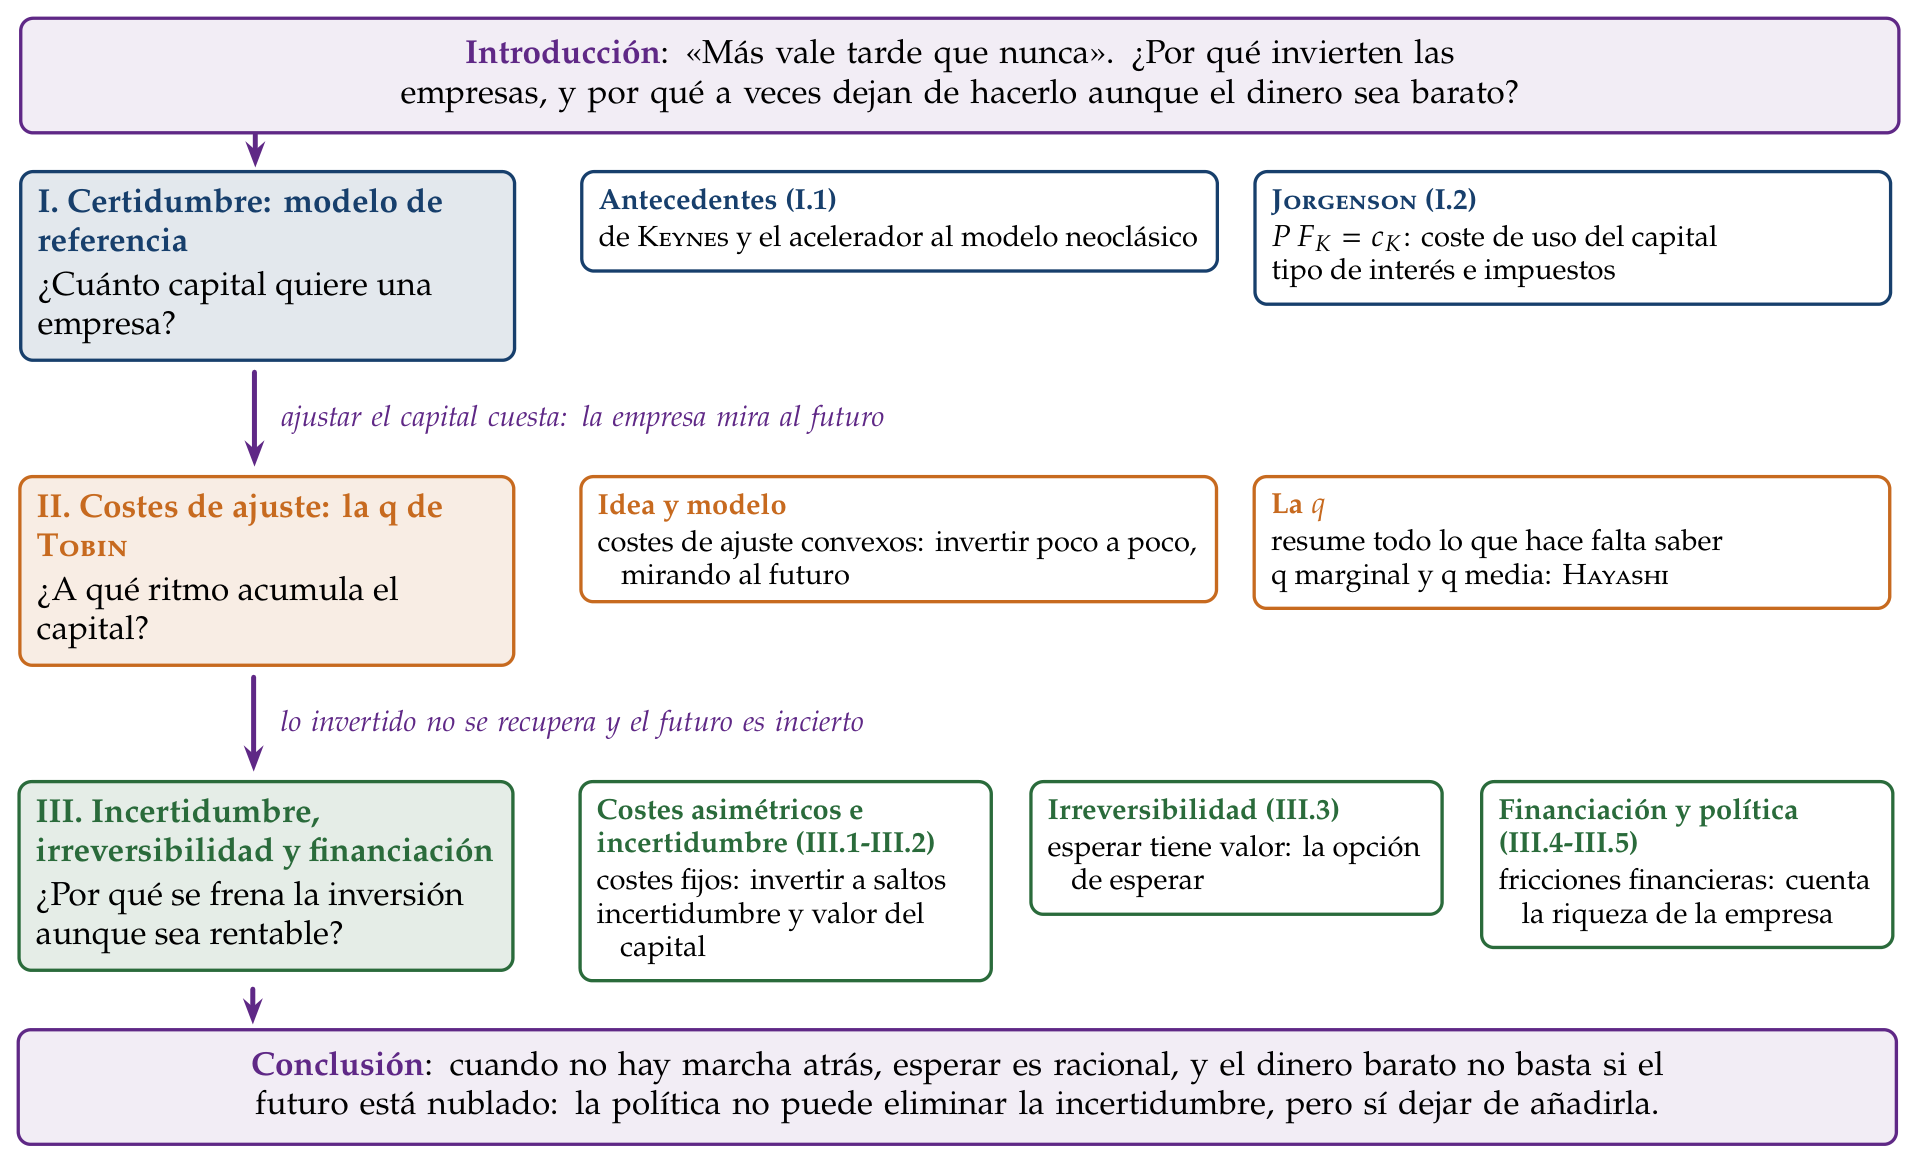 Introducción: «Más vale tarde que nunca». ¿Por qué invierten las
empresas, y por qué a veces dejan de hacerlo aunque el dinero sea barato?
I. Certidumbre: modelo de
referencia
¿Cuánto capital quiere una
empresa?
Antecedentes (I.1)
de Keynes y el acelerador al modelo neoclásico
Jorgenson (I.2)
P F_K = c_K: coste de uso del capital
tipo de interés e impuestos
ajustar el capital cuesta: la empresa mira al futuro
II. Costes de ajuste: la q de
Tobin
¿A qué ritmo acumula el
capital?
Idea y modelo
costes de ajuste convexos: invertir poco a poco,
mirando al futuro
La q
resume todo lo que hace falta saber
q marginal y q media: Hayashi
lo invertido no se recupera y el futuro es incierto
III. Incertidumbre,
irreversibilidad y financiación
¿Por qué se frena la inversión
aunque sea rentable?
Costes asimétricos e
incertidumbre (III.1-III.2)
costes fijos: invertir a saltos
incertidumbre y valor del
capital
Irreversibilidad (III.3)
esperar tiene valor: la opción
de esperar
Financiación y política
(III.4-III.5)
fricciones financieras: cuenta
la riqueza de la empresa
Conclusión: cuando no hay marcha atrás, esperar es racional, y el dinero barato no basta si el
futuro está nublado: la política no puede eliminar la incertidumbre, pero sí dejar de añadirla.